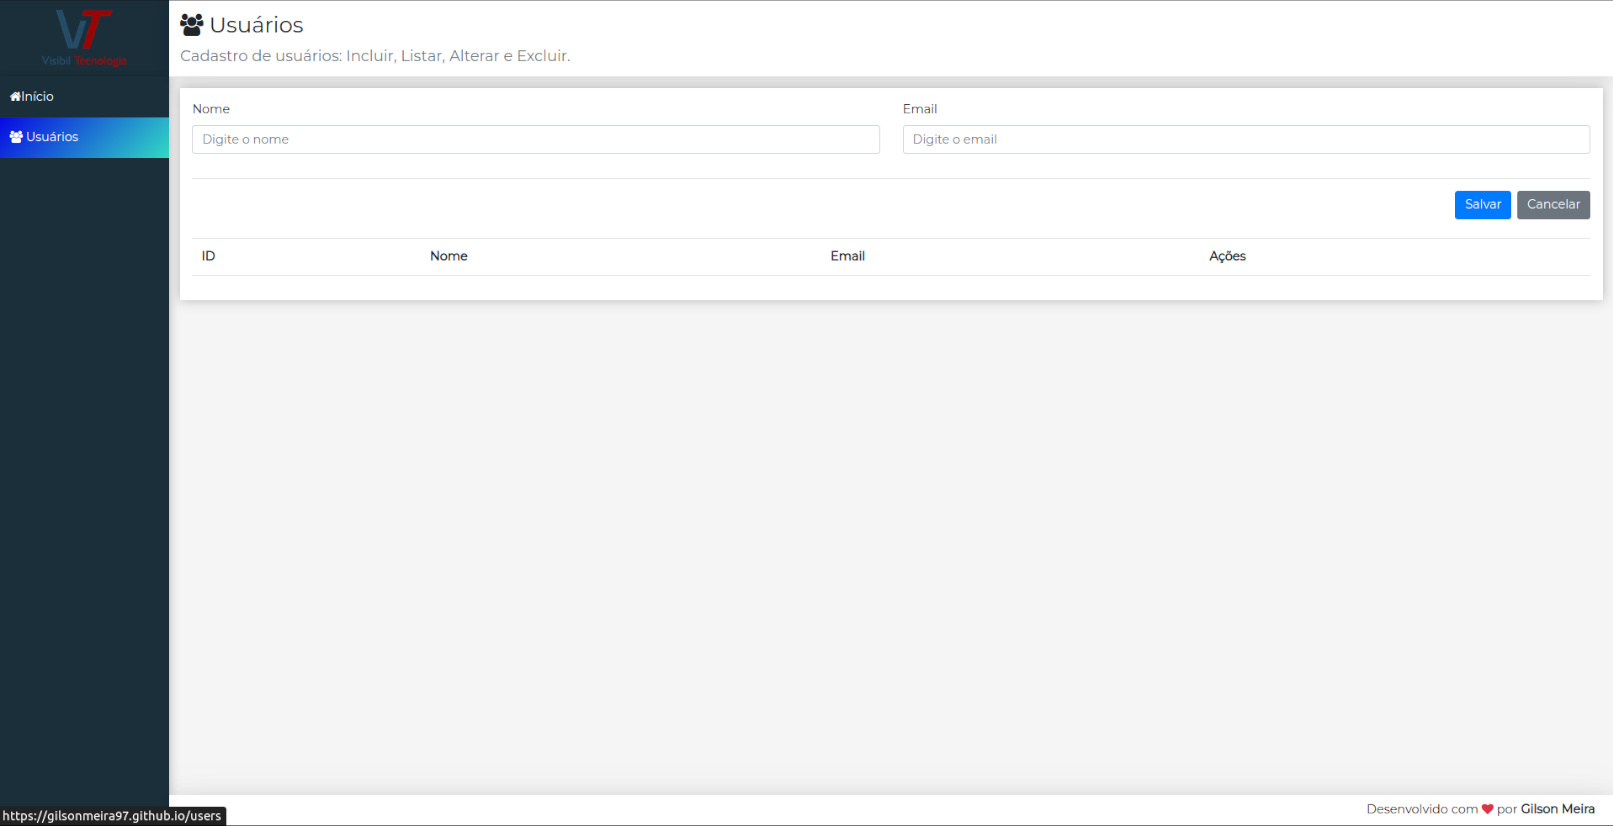 VT
Visibil Tecnologia
Início
Usuários
Usuários
Cadastro de usuários: Incluir, Listar, Alterar e Excluir.
Nome
Email
Digite o nome
Digite o email
Salvar
Cancelar
ID
Nome
Email
Ações
Desenvolvido com ❤ por Gilson Meira
https://gilsonmeira97.github.io/users